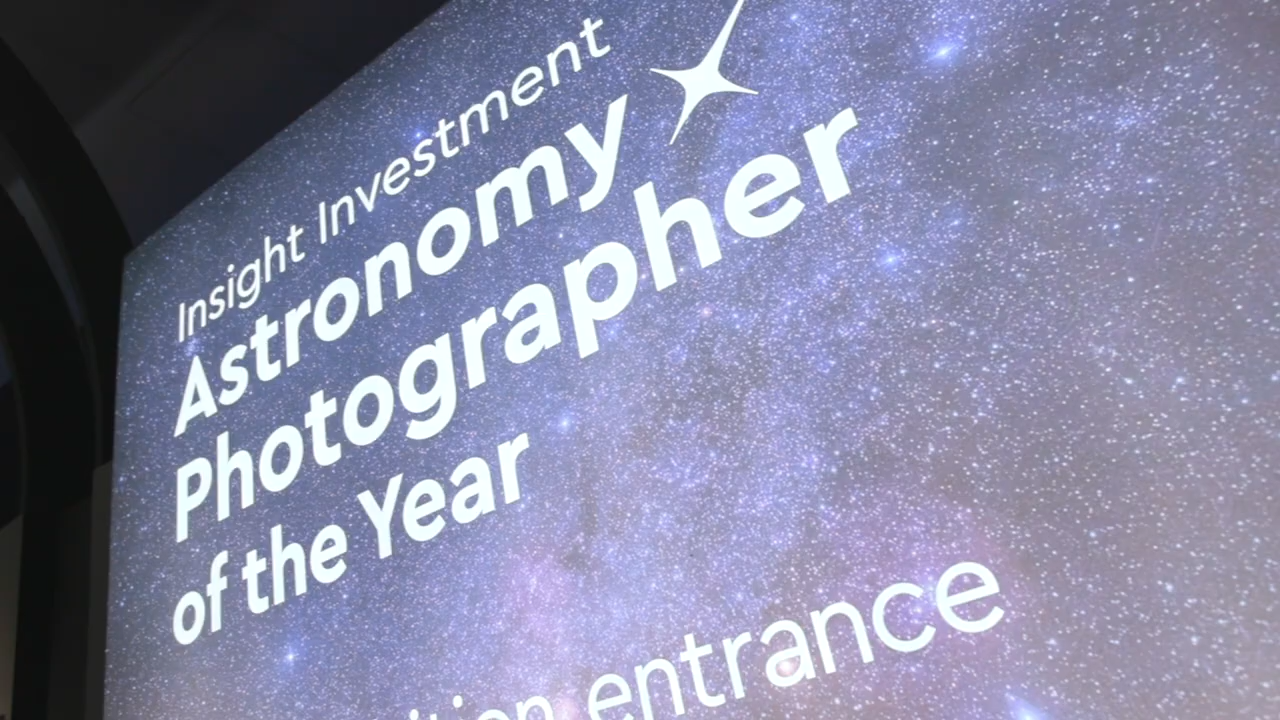 Insight Investment
Astronomy
Photographer
of the Year
entrance